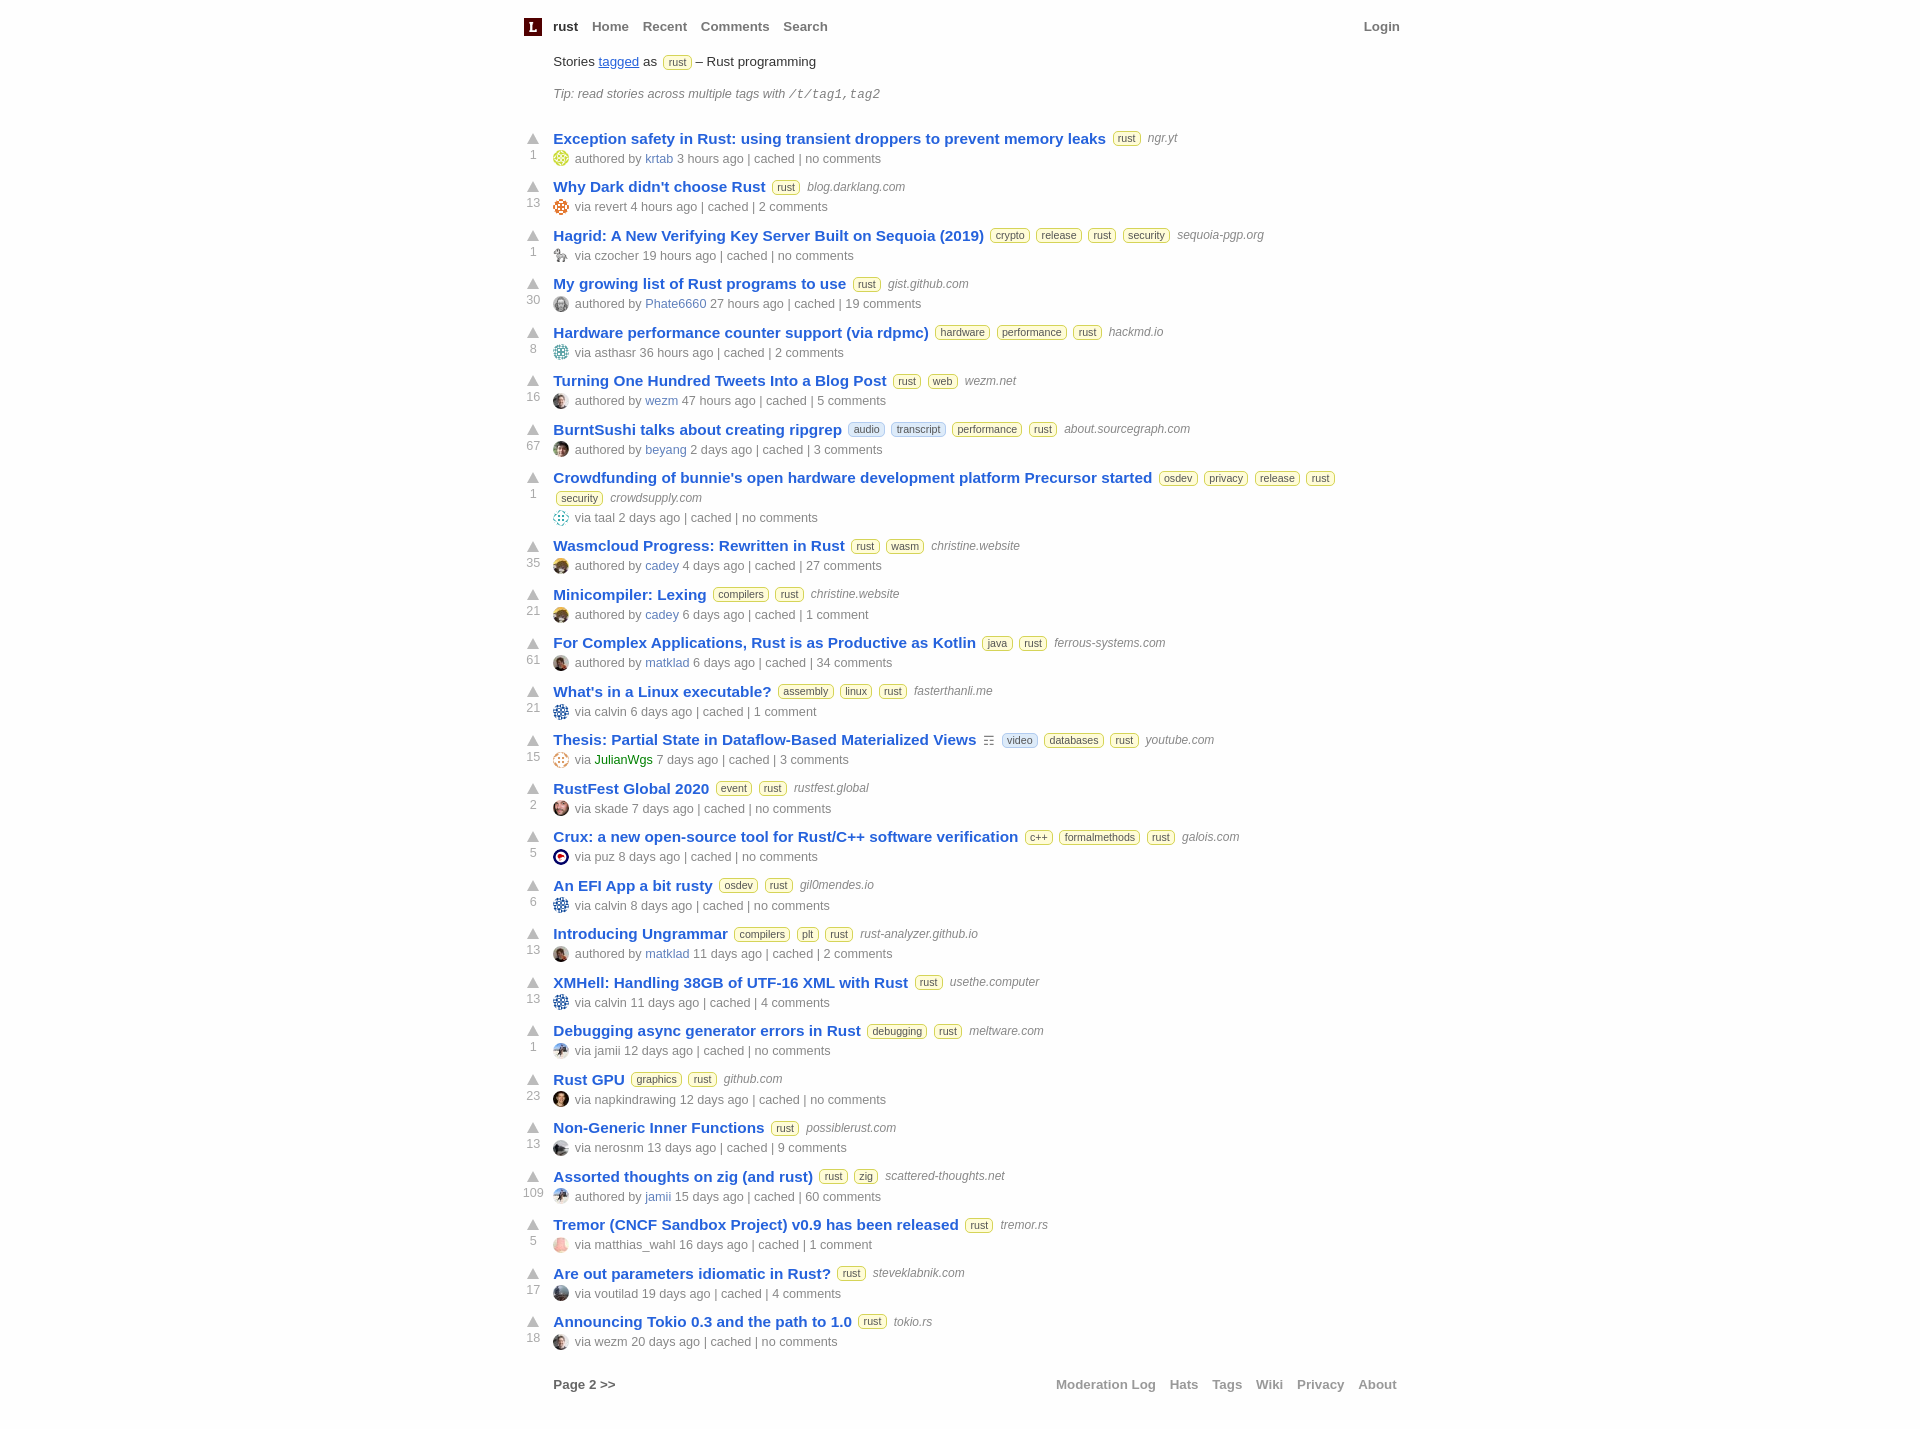 L rust Home Recent Comments Search Login
Stories tagged as rust – Rust programming
Tip: read stories across multiple tags with /t/tag1,tag2
Exception safety in Rust: using transient droppers to prevent memory leaks rust ngr.yt
1 authored by krtab 3 hours ago | cached | no comments
Why Dark didn't choose Rust rust blog.darklang.com
13 via revert 4 hours ago | cached | 2 comments
Hagrid: A New Verifying Key Server Built on Sequoia (2019) crypto release rust security sequoia-pgp.org
1 via czocher 19 hours ago | cached | no comments
My growing list of Rust programs to use rust gist.github.com
30 authored by Phate6660 27 hours ago | cached | 19 comments
Hardware performance counter support (via rdpmc) hardware performance rust hackmd.io
8 via asthasr 36 hours ago | cached | 2 comments
Turning One Hundred Tweets Into a Blog Post rust web wezm.net
16 authored by wezm 47 hours ago | cached | 5 comments
BurntSushi talks about creating ripgrep audio transcript performance rust about.sourcegraph.com
67 authored by beyang 2 days ago | cached | 3 comments
Crowdfunding of bunnie's open hardware development platform Precursor started osdev privacy release rust
1 security crowdsupply.com
via taal 2 days ago | cached | no comments
Wasmcloud Progress: Rewritten in Rust rust wasm christine.website
35 authored by cadey 4 days ago | cached | 27 comments
Minicompiler: Lexing compilers rust christine.website
21 authored by cadey 6 days ago | cached | 1 comment
For Complex Applications, Rust is as Productive as Kotlin java rust ferrous-systems.com
61 authored by matklad 6 days ago | cached | 34 comments
What's in a Linux executable? assembly linux rust fasterthanli.me
21 via calvin 6 days ago | cached | 1 comment
Thesis: Partial State in Dataflow-Based Materialized Views ☶ video databases rust youtube.com
15 via JulianWgs 7 days ago | cached | 3 comments
RustFest Global 2020 event rust rustfest.global
2 via skade 7 days ago | cached | no comments
Crux: a new open-source tool for Rust/C++ software verification c++ formalmethods rust galois.com
5 via puz 8 days ago | cached | no comments
An EFI App a bit rusty osdev rust gil0mendes.io
6 via calvin 8 days ago | cached | no comments
Introducing Ungrammar compilers plt rust rust-analyzer.github.io
13 authored by matklad 11 days ago | cached | 2 comments
XMHell: Handling 38GB of UTF-16 XML with Rust rust usethe.computer
13 via calvin 11 days ago | cached | 4 comments
Debugging async generator errors in Rust debugging rust meltware.com
1 via jamii 12 days ago | cached | no comments
Rust GPU graphics rust github.com
23 via napkindrawing 12 days ago | cached | no comments
Non-Generic Inner Functions rust possiblerust.com
13 via nerosnm 13 days ago | cached | 9 comments
Assorted thoughts on zig (and rust) rust zig scattered-thoughts.net
109 authored by jamii 15 days ago | cached | 60 comments
Tremor (CNCF Sandbox Project) v0.9 has been released rust tremor.rs
5 via matthias_wahl 16 days ago | cached | 1 comment
Are out parameters idiomatic in Rust? rust steveklabnik.com
17 via voutilad 19 days ago | cached | 4 comments
Announcing Tokio 0.3 and the path to 1.0 rust tokio.rs
18 via wezm 20 days ago | cached | no comments
Page 2 >> Moderation Log Hats Tags Wiki Privacy About